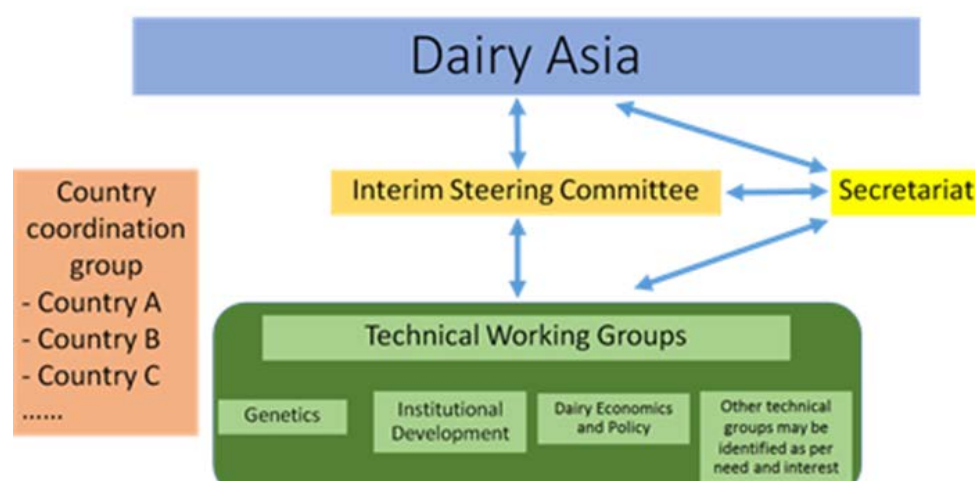 Dairy Asia
Interim Steering Committee
Secretariat
Country
coordination
group
- Country A
- Country B
- Country C
......
Technical Working Groups
Genetics
Institutional
Development
Dairy Economics
and Policy
Other technical
groups may be
identified as per
need and interest